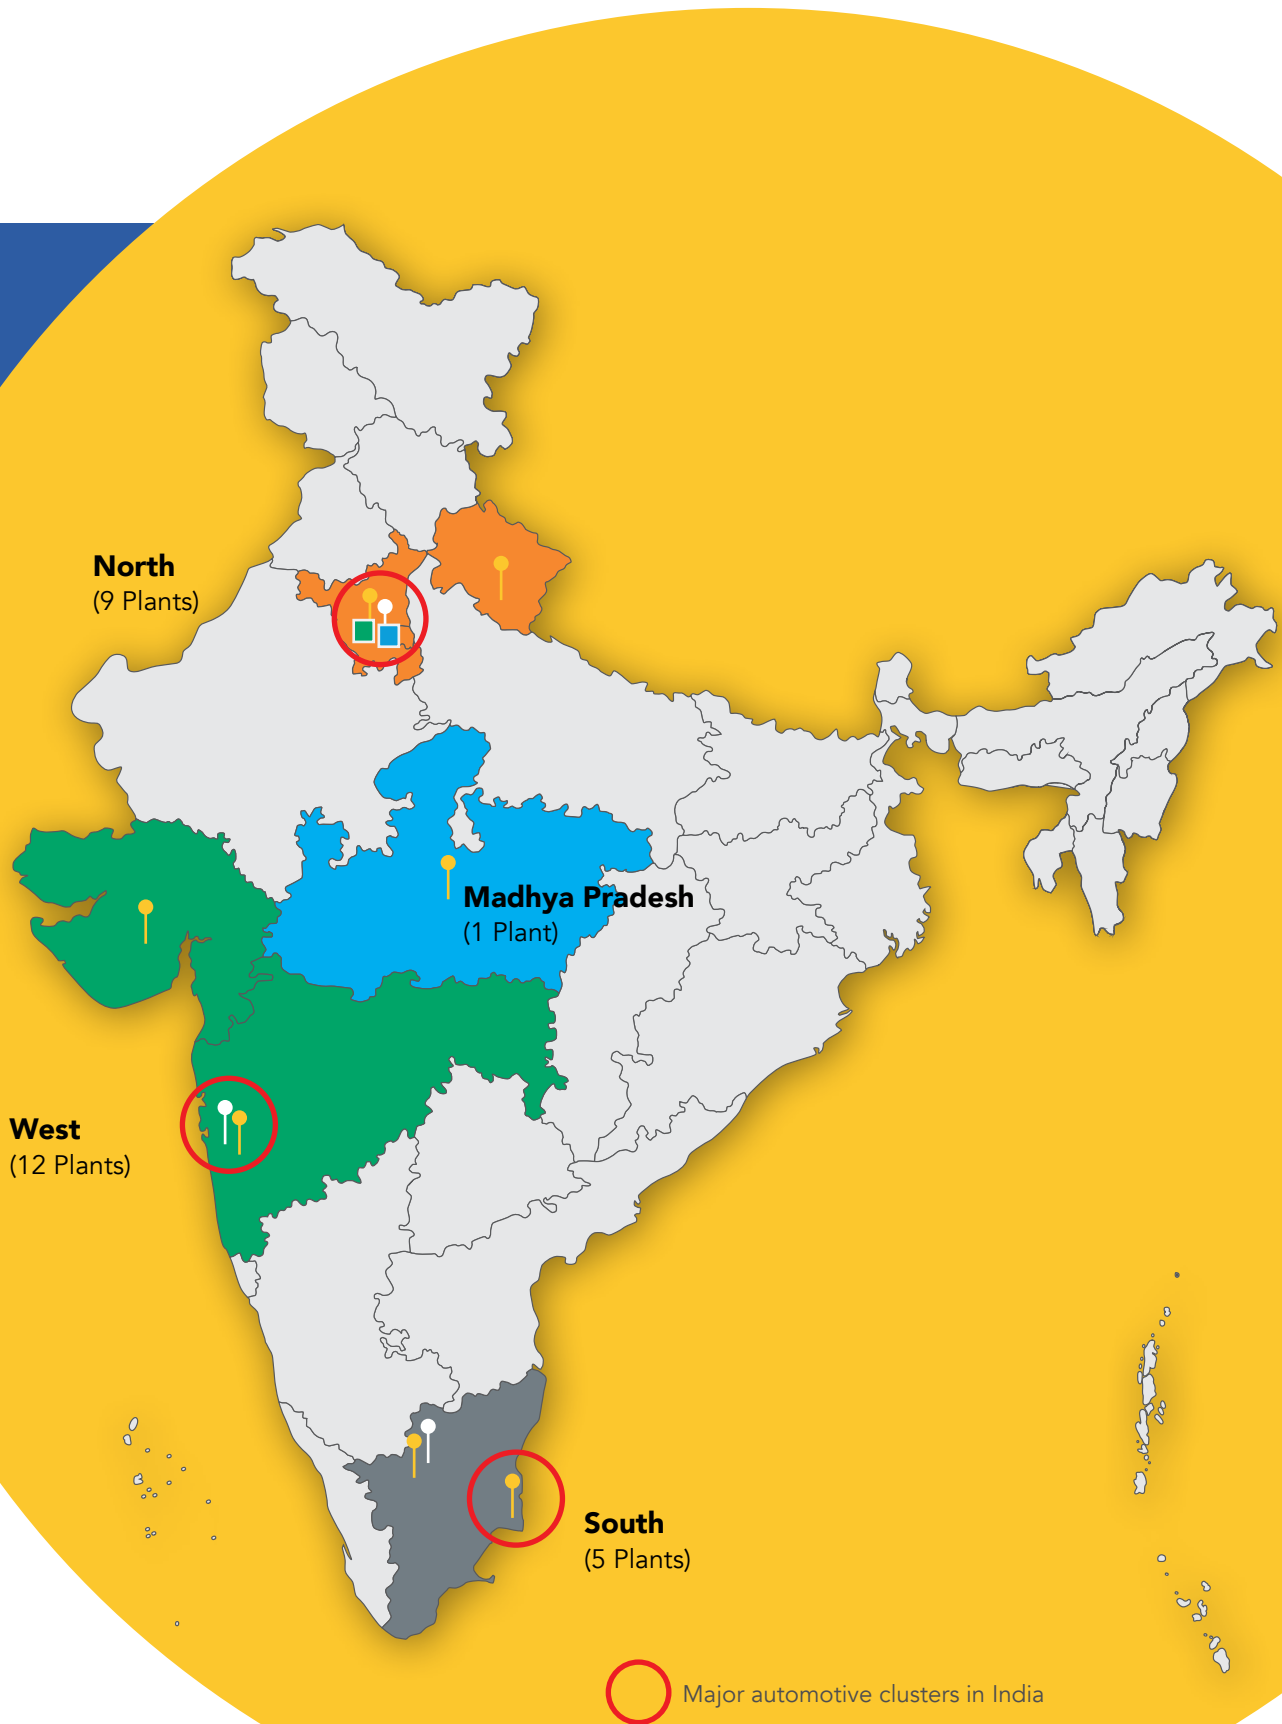 North
(9 Plants)
Madhya Pradesh
(1 Plant)
West
(12 Plants)
South
(5 Plants)
Major automotive clusters in India